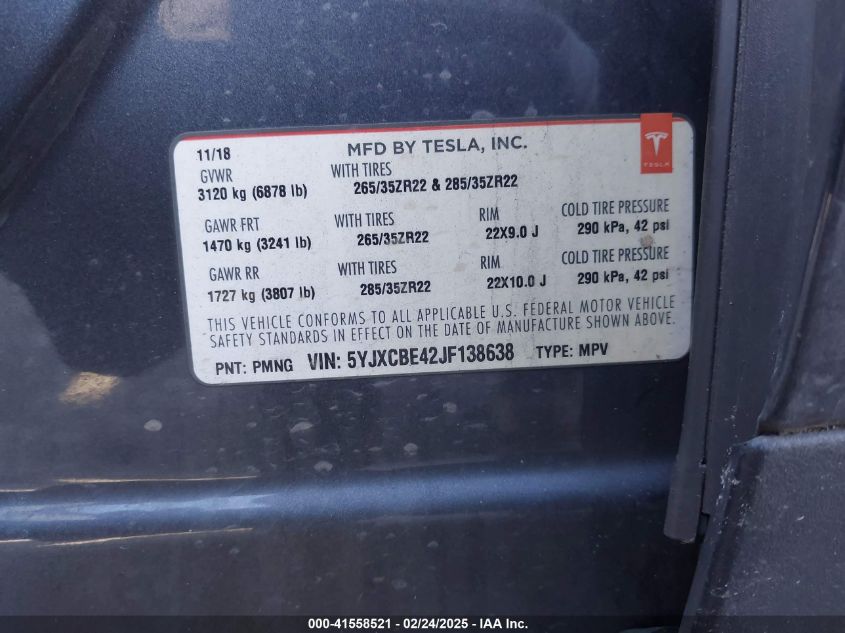 11/18 MFD BY TESLA, INC.
TESLA
GVWR WITH TIRES
3120 kg (6878 lb) 265/35ZR22 & 285/35ZR22
GAWR FRT WITH TIRES RIM COLD TIRE PRESSURE
1470 kg (3241 lb) 265/35ZR22 22X9.0 J 290 kPa, 42 psi
GAWR RR WITH TIRES RIM COLD TIRE PRESSURE
1727 kg (3807 lb) 285/35ZR22 22X10.0 J 290 kPa, 42 psi
THIS VEHICLE CONFORMS TO ALL APPLICABLE U.S. FEDERAL MOTOR VEHICLE
SAFETY STANDARDS IN EFFECT ON THE DATE OF MANUFACTURE SHOWN ABOVE.
PNT: PMNG VIN: 5YJXCBE42JF138638 TYPE: MPV
000-41558521 - 02/24/2025 - IAA Inc.